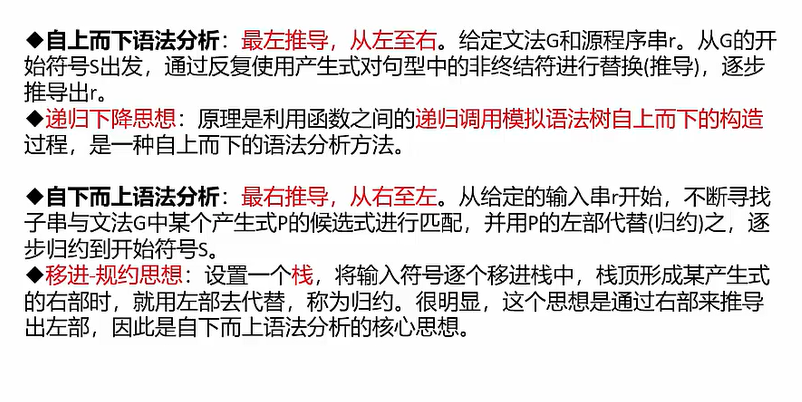 ◆自上而下语法分析：最左推导，从左至右。给定文法G和源程序串r。从G的开
始符号S出发，通过反复使用产生式对句型中的非终结符进行替换(推导)，逐步
推导出r。
◆递归下降思想：原理是利用函数之间的递归调用模拟语法树自上而下的构造
过程，是一种自上而下的语法分析方法。
◆自下而上语法分析：最右推导，从右至左。从给定的输入串r开始，不断寻找
子串与文法G中某个产生式P的候选式进行匹配，并用P的左部代替(归约)之，逐
步归约到开始符号S。
◆移进-规约思想：设置一个栈，将输入符号逐个移进栈中，栈顶形成某产生式
的右部时，就用左部去代替，称为归约。很明显，这个思想是通过右部来推导
出左部，因此是自下而上语法分析的核心思想。